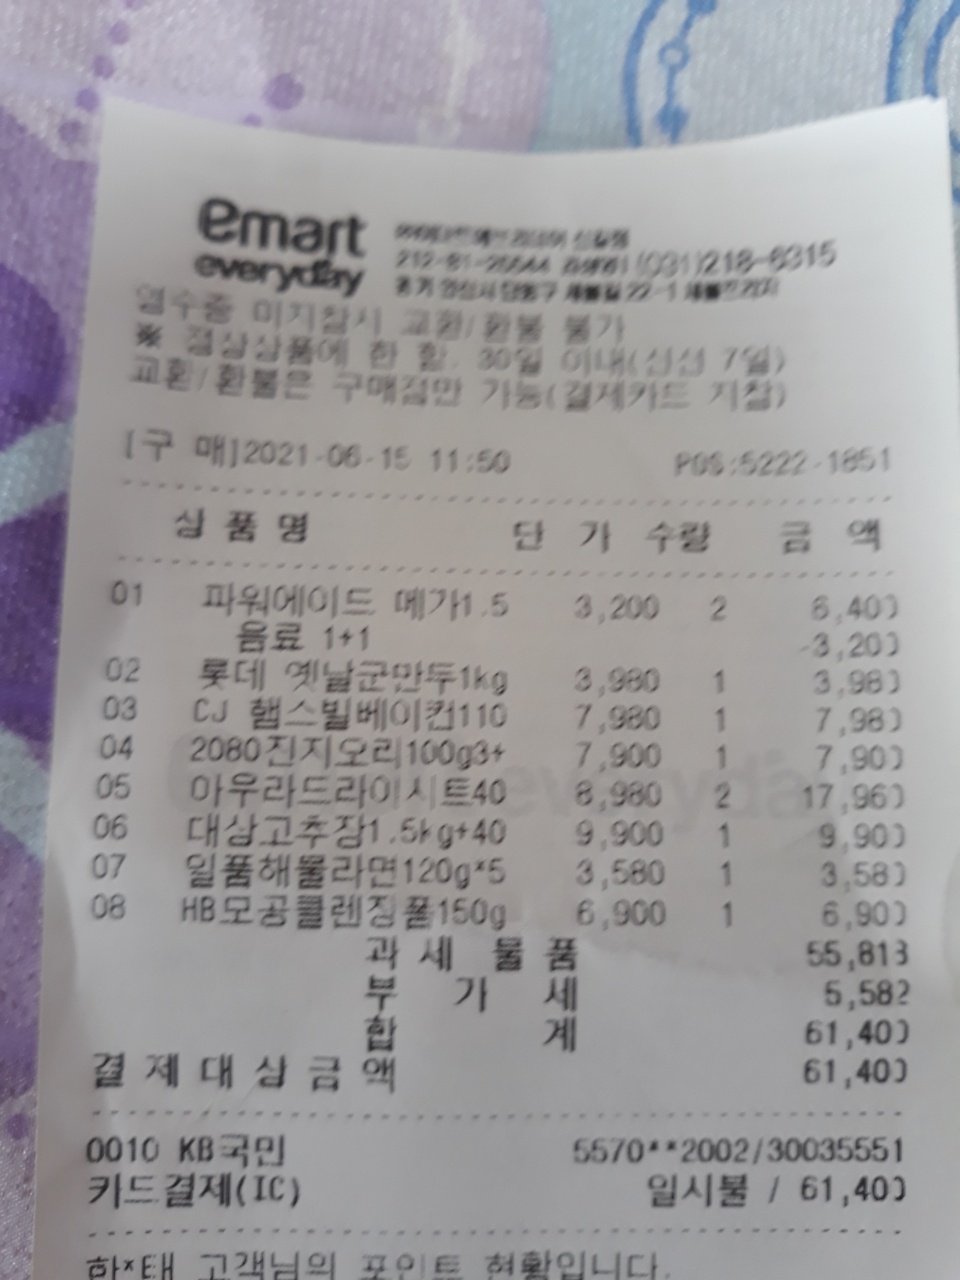 emart
everyday
212-81-25544 (031)218-6315
영수증 미지참시 교환/환불 불가
※ 정상상품에 한 함. 30일 이내(신선 7일)
교환/환불은 구매점만 가능(결제카드 지참)
[구 매]2021-06-15 11:50 POS:5222-1851
상 품 명 단 가 수량 금 액
01 파워에이드 메가1.5 3,200 2 6,400
음료 1+1 -3,200
02 롯데 옛날군만두1kg 3,980 1 3,980
03 CJ 햄스빌베이컨110 7,980 1 7,980
04 2080진지오리100g3+ 7,900 1 7,900
05 아우라드라이시트40 8,980 2 17,960
06 대상고추장1.5kg+40 9,900 1 9,900
07 일품해물라면120g*5 3,580 1 3,580
08 HB모공클렌징폼150g 6,900 1 6,900
과 세 물 품 55,818
부 가 세 5,582
합 계 61,400
결 제 대 상 금 액 61,400
0010 KB국민 5570**2002/30035551
카드결제(IC) 일시불 / 61,400
한*태 고객님의 포인트 현황입니다.